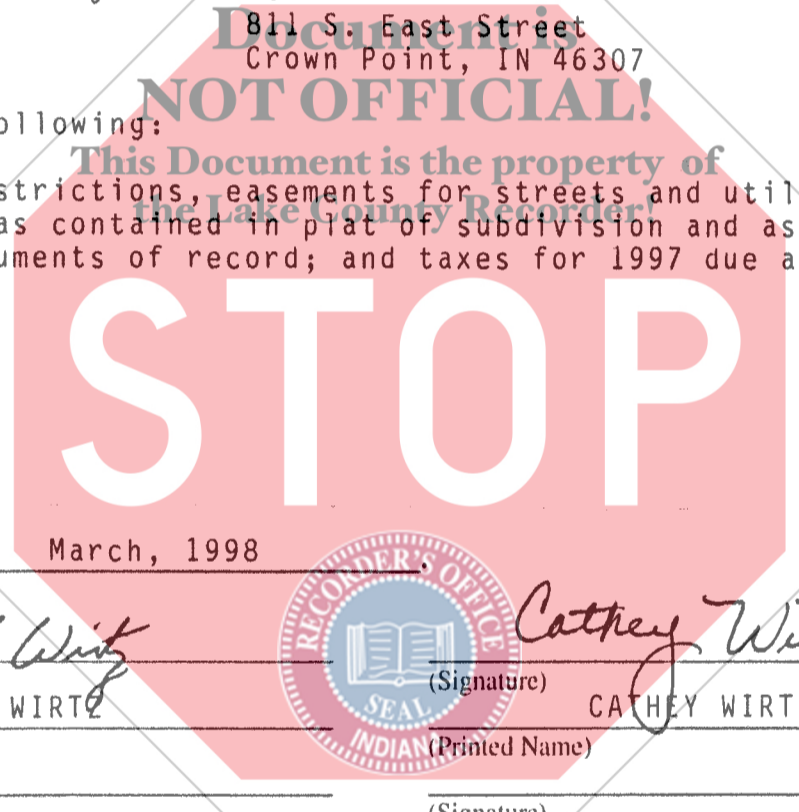 Document is
811 S. East Street
Crown Point, IN 46307
NOT OFFICIAL!
ollowing:
This Document is the property of
the Lake County Recorder!
strictions, easements for streets and util
as contained in plat of subdivision and as
uments of record; and taxes for 1997 due a
STOP
March, 1998.
Wirtz
Cathey Wi
(Signature)
WIRTZ
CATHEY WIRT
(Printed Name)
RECORDER'S OFFICE
SEAL
INDIANA
(Signature)